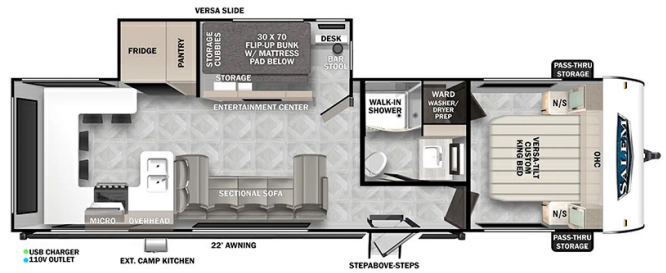 VERSA SLIDE
FRIDGE
PANTRY
STORAGE
CUBBIES
30 X 70
FLIP-UP BUNK
W/ MATTRESS
PAD BELOW
DESK
BAR
STOOL
STORAGE
ENTERTAINMENT CENTER
WALK-IN
SHOWER
WARD
WASHER/
DRYER
PREP
PASS-THRU
STORAGE
N/S
VERSA-TILT
CUSTOM
KING BED
OHC
SALEM
N/S
PASS-THRU
STORAGE
SECTIONAL SOFA
MICRO
OVERHEAD
USB CHARGER
110V OUTLET
EXT. CAMP KITCHEN
22' AWNING
STEPABOVE-STEPS